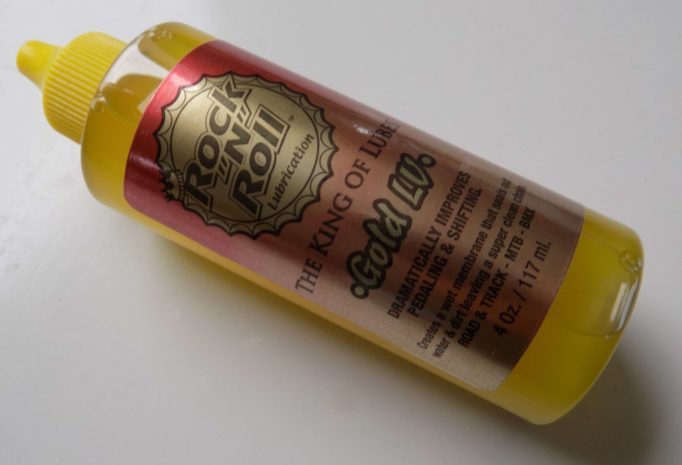 ROCK
"N"
Roll
™
Lubrication
THE KING OF LUBES
Gold LV
DRAMATICALLY IMPROVES
PEDALING & SHIFTING.
Creates a wet membrane that seals out
water & dirt leaving a super clean chain.
ROAD & TRACK - MTB - BMX
4 Oz. / 117 ml.